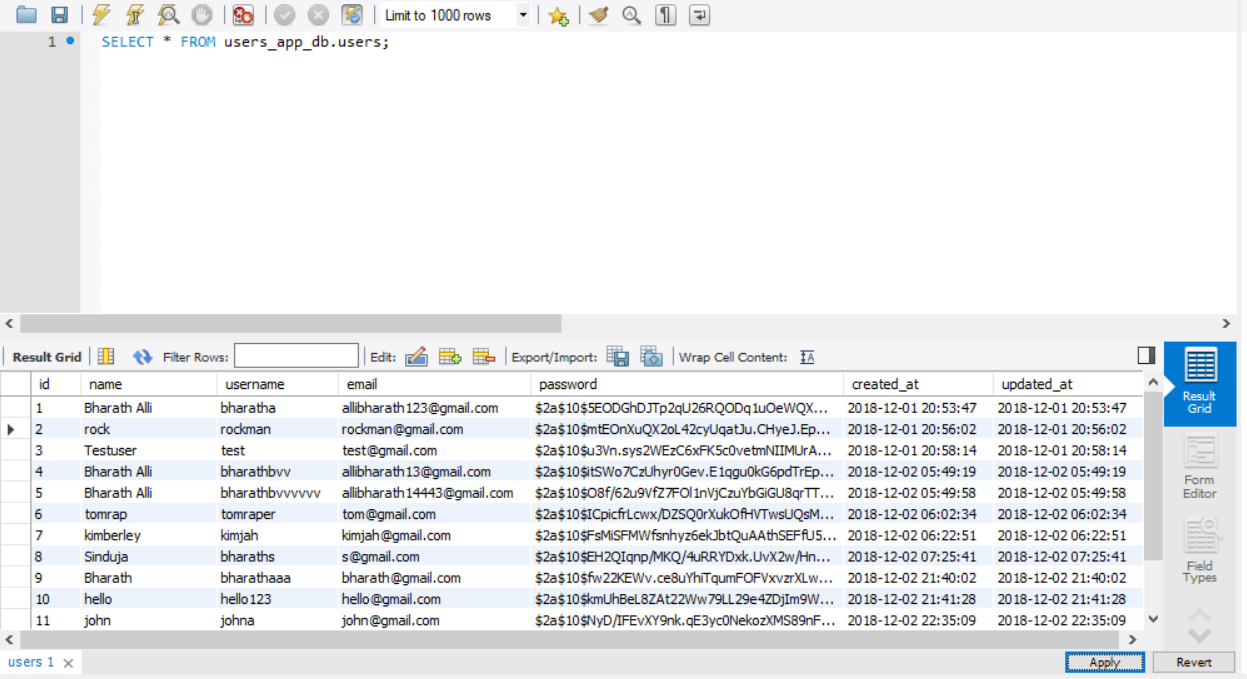 Limit to 1000 rows
1 SELECT * FROM users_app_db.users;
Result Grid Filter Rows: Edit: Export/Import: Wrap Cell Content: IA
id name username email password created_at updated_at
1 Bharath Alli bharatha allibharath123@gmail.com $2a$10$5EODGhDJTp2qU26RQODq1uOeWQX... 2018-12-01 20:53:47 2018-12-01 20:53:47
2 rock rockman rockman@gmail.com $2a$10$mtEOnXuQX2oL42cyUqatJu.CHyeJ.Ep... 2018-12-01 20:56:02 2018-12-01 20:56:02
3 Testuser test test@gmail.com $2a$10$u3Vn.sys2WEzC6xFK5c0vetmNIIMUrA... 2018-12-01 20:58:14 2018-12-01 20:58:14
4 Bharath Alli bharathbvv allibharath13@gmail.com $2a$10$itSWo7CzUhyr0Gev.E1qgu0kG6pdTrEp... 2018-12-02 05:49:19 2018-12-02 05:49:19
5 Bharath Alli bharathbvvvvvv allibharath14443@gmail.com $2a$10$O8f/62u9VfZ7FOl1nVjCzuYbGiGU8qrTT... 2018-12-02 05:49:58 2018-12-02 05:49:58
6 tomrap tomraper tom@gmail.com $2a$10$ICpicfrLcwx/DZSQ0rXukOfHVTwsUQsM... 2018-12-02 06:02:34 2018-12-02 06:02:34
7 kimberley kimjah kimjah@gmail.com $2a$10$FsMiSFMWfsnhyz6ekJbtQuAAthSEFfU5... 2018-12-02 06:22:51 2018-12-02 06:22:51
8 Sinduja bharaths s@gmail.com $2a$10$EH2QIqnp/MKQ/4uRRYDxk.UvX2w/Hn... 2018-12-02 07:25:41 2018-12-02 07:25:41
9 Bharath bharathaaa bharath@gmail.com $2a$10$fw22KEWv.ce8uYhiTqumFOFVxvzrXLw... 2018-12-02 21:40:02 2018-12-02 21:40:02
10 hello hello123 hello@gmail.com $2a$10$kmUhBeL8ZAt22Ww79LL29e4ZDjIm9W... 2018-12-02 21:41:28 2018-12-02 21:41:28
11 john johna john@gmail.com $2a$10$NyD/IFEvXY9nk.qE3yc0NekozXMS89nF... 2018-12-02 22:35:09 2018-12-02 22:35:09
Result
Grid
Form
Editor
Field
Types
users 1
Apply Revert